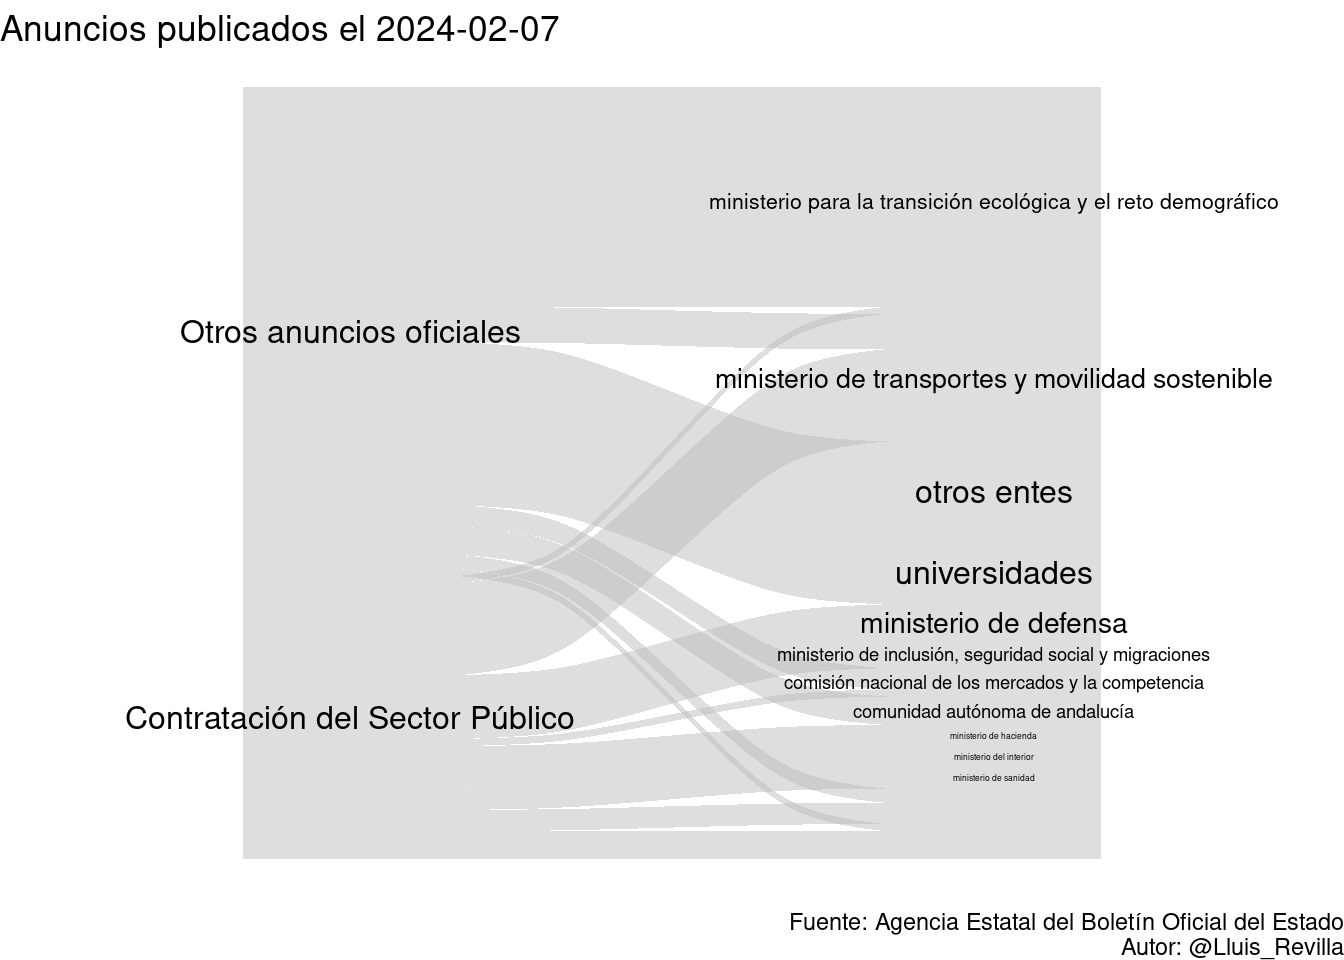 Anuncios publicados el 2024-02-07
ministerio para la transición ecológica y el reto demográfico
Otros anuncios oficiales
ministerio de transportes y movilidad sostenible
otros entes
universidades
ministerio de defensa
ministerio de inclusión, seguridad social y migraciones
comisión nacional de los mercados y la competencia
comunidad autónoma de andalucía
Contratación del Sector Público
ministerio de hacienda
ministerio del interior
ministerio de sanidad
Fuente: Agencia Estatal del Boletín Oficial del Estado
Autor: @Lluis_Revilla